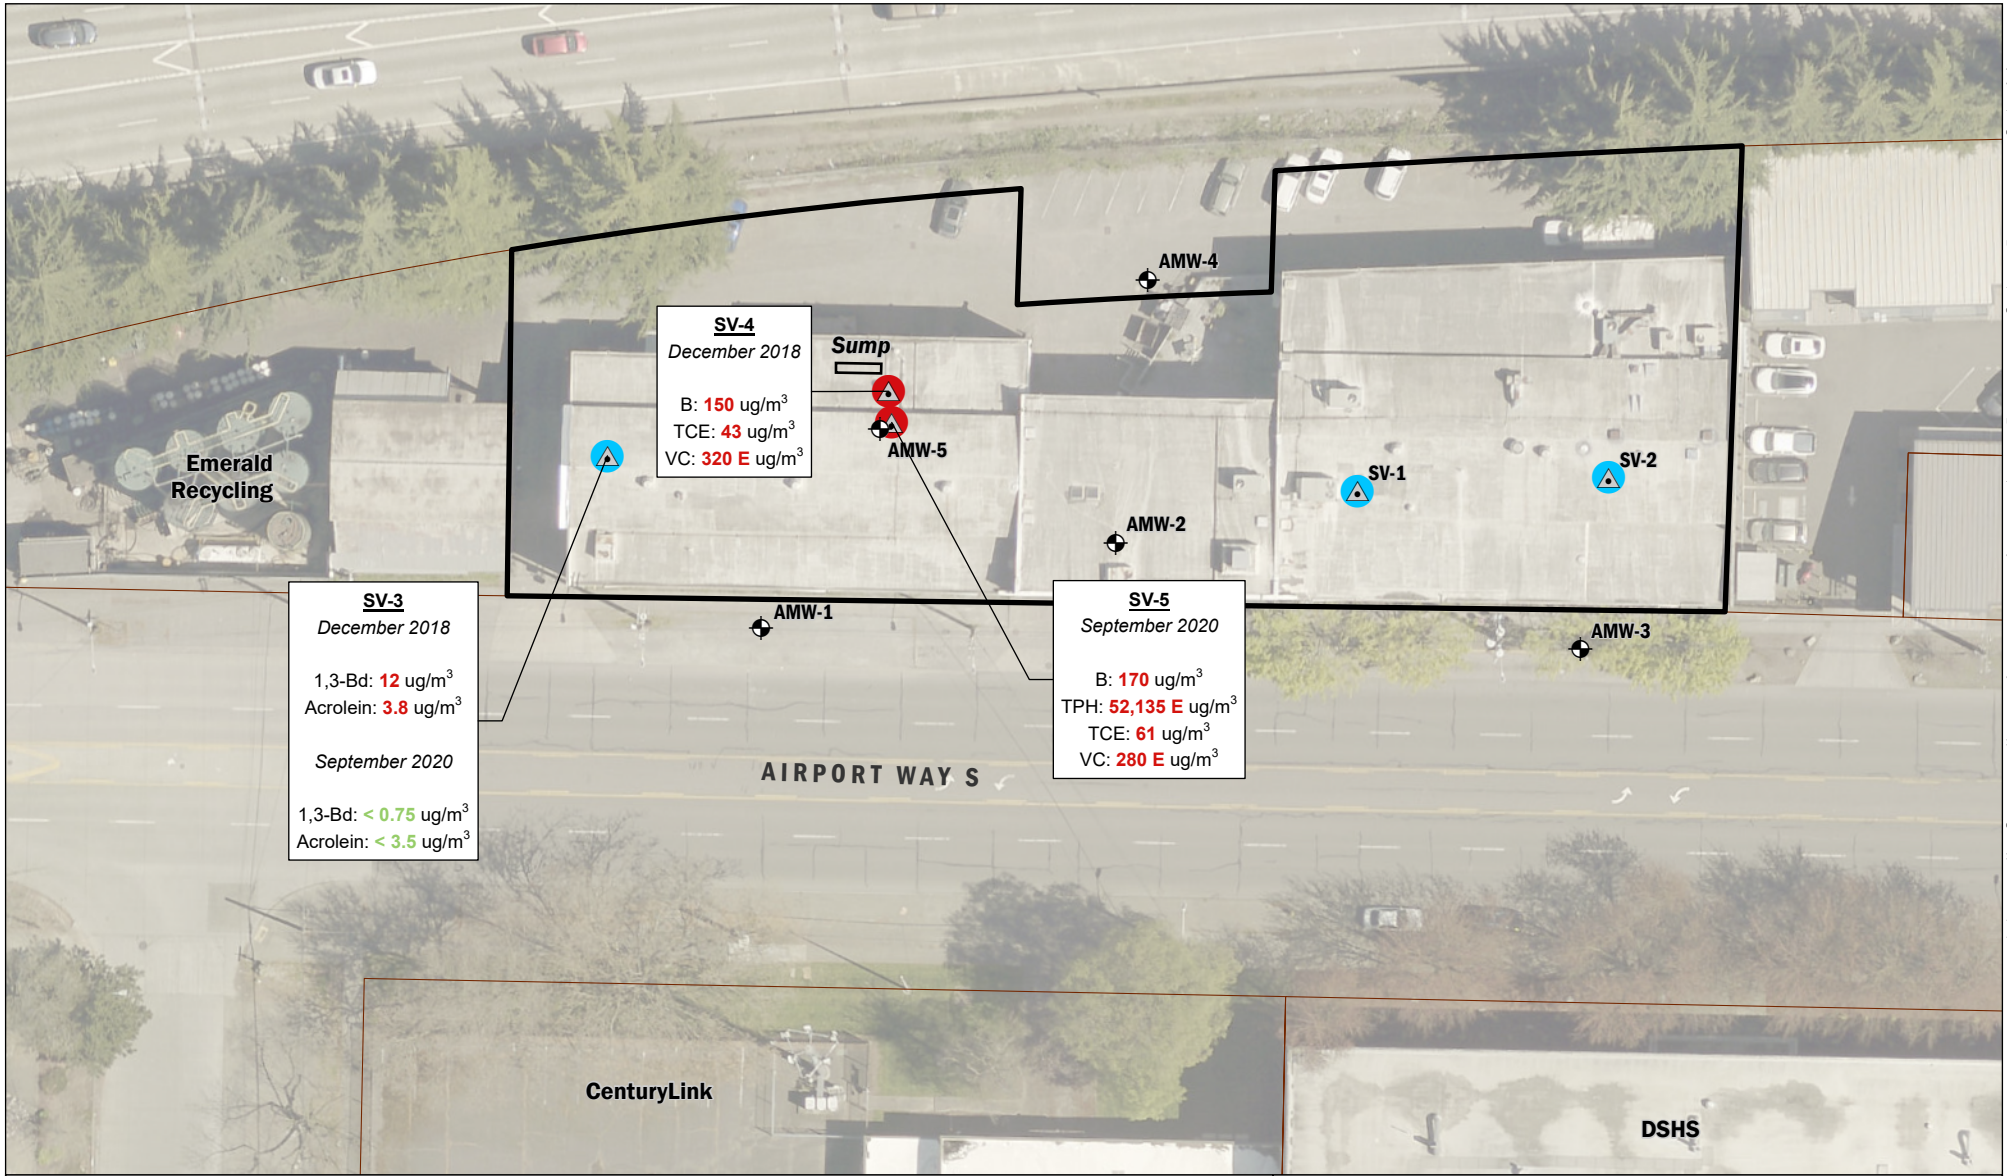 AMW-4
SV-4
December 2018
B: 150 ug/m³
TCE: 43 ug/m³
VC: 320 E ug/m³
Sump
AMW-5
Emerald
Recycling
SV-1
SV-2
AMW-2
SV-3
December 2018
1,3-Bd: 12 ug/m³
Acrolein: 3.8 ug/m³
September 2020
1,3-Bd: < 0.75 ug/m³
Acrolein: < 3.5 ug/m³
AMW-1
SV-5
September 2020
B: 170 ug/m³
TPH: 52,135 E ug/m³
TCE: 61 ug/m³
VC: 280 E ug/m³
AMW-3
AIRPORT WAY S
CenturyLink
DSHS